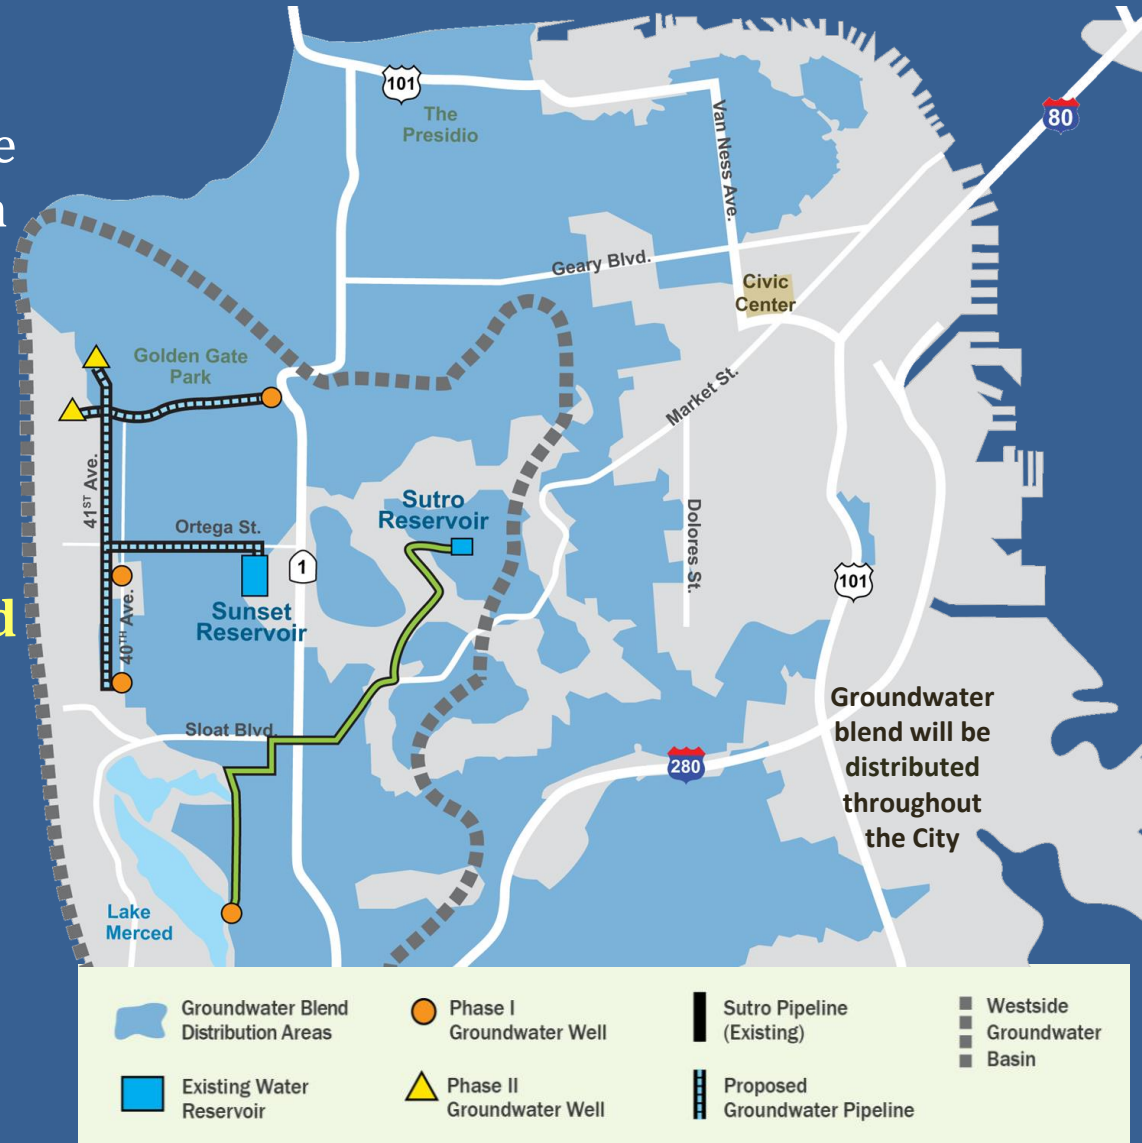 e
a
d
101
The
Presidio
Van Ness Ave.
80
Geary Blvd.
Civic
Center
Golden Gate
Park
Market St.
41ST Ave.
Sutro
Reservoir
Ortega St.
Dolores St.
1
101
Sunset
Reservoir
40TH Ave.
Sloat Blvd.
280
Groundwater
blend will be
distributed
throughout
the City
Lake
Merced
Groundwater Blend
Distribution Areas
Phase I
Groundwater Well
Sutro Pipeline
(Existing)
Westside
Groundwater
Basin
Existing Water
Reservoir
Phase II
Groundwater Well
Proposed
Groundwater Pipeline